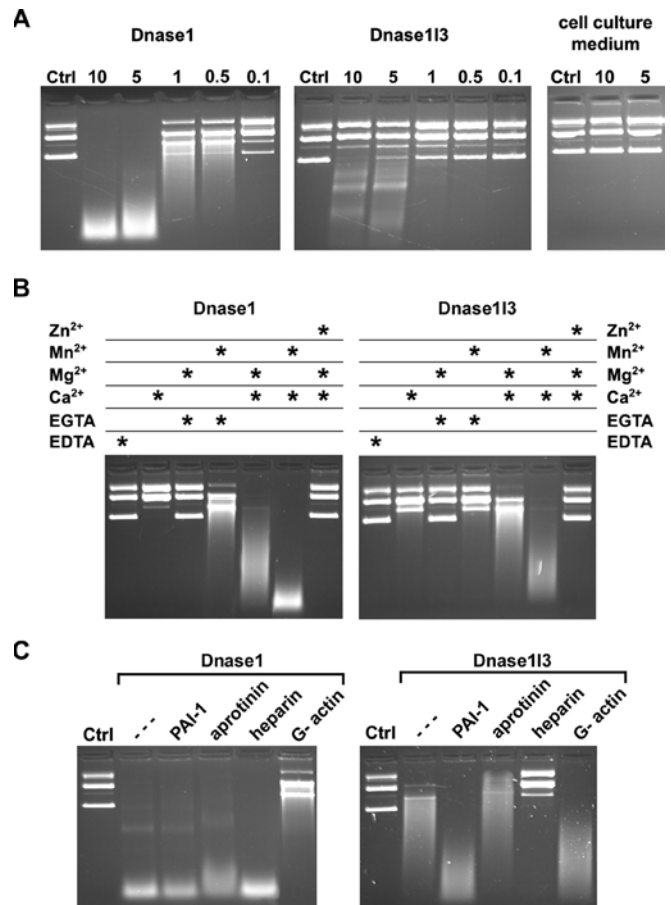 A
Dnase1
Dnase1l3
cell culture
medium
Ctrl 10 5 1 0.5 0.1
Ctrl 10 5 1 0.5 0.1
Ctrl 10 5
B
Dnase1
Dnase1l3
Zn²⁺ * * Zn²⁺
Mn²⁺ * * * * Mn²⁺
Mg²⁺ * * * * * * Mg²⁺
Ca²⁺ * * * * * * * * Ca²⁺
EGTA * * * * EGTA
EDTA * * EDTA
C
Dnase1
Dnase1l3
Ctrl - - - PAI-1 aprotinin heparin G- actin
Ctrl - - - PAI-1 aprotinin heparin G- actin